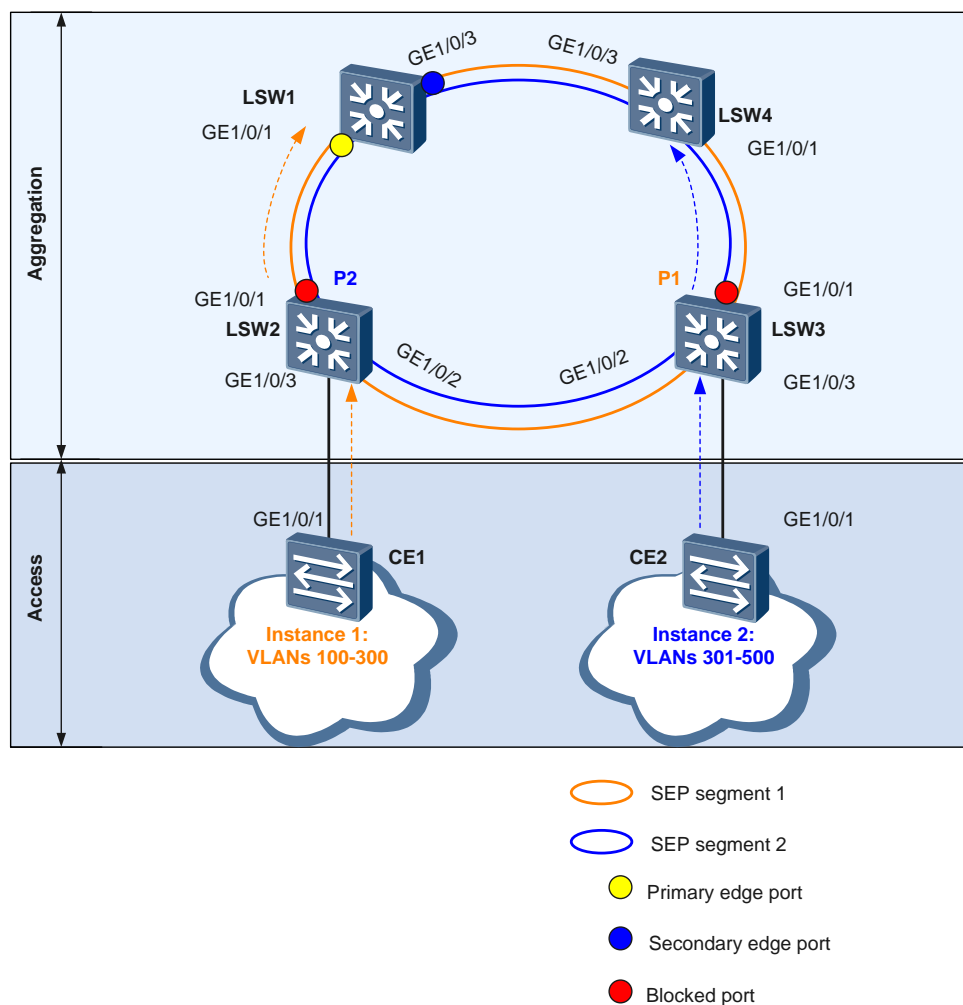 GE1/0/3
GE1/0/3
LSW1
LSW4
GE1/0/1
GE1/0/1
Aggregation
P2
P1
GE1/0/1
GE1/0/1
LSW2
LSW3
GE1/0/2
GE1/0/2
GE1/0/3
GE1/0/3
GE1/0/1
GE1/0/1
CE1
CE2
Access
Instance 1:
VLANs 100-300
Instance 2:
VLANs 301-500
SEP segment 1
SEP segment 2
Primary edge port
Secondary edge port
Blocked port